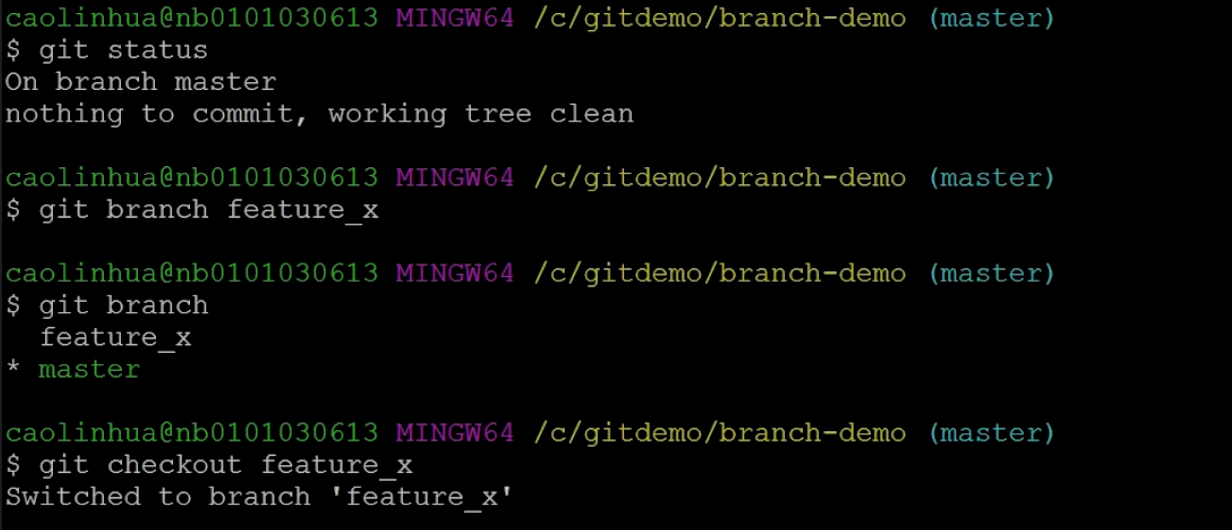 caolinhua@nb0101030613 MINGW64 /c/gitdemo/branch-demo (master)
$ git status
On branch master
nothing to commit, working tree clean
caolinhua@nb0101030613 MINGW64 /c/gitdemo/branch-demo (master)
$ git branch feature_x
caolinhua@nb0101030613 MINGW64 /c/gitdemo/branch-demo (master)
$ git branch
  feature_x
* master
caolinhua@nb0101030613 MINGW64 /c/gitdemo/branch-demo (master)
$ git checkout feature_x
Switched to branch 'feature_x'